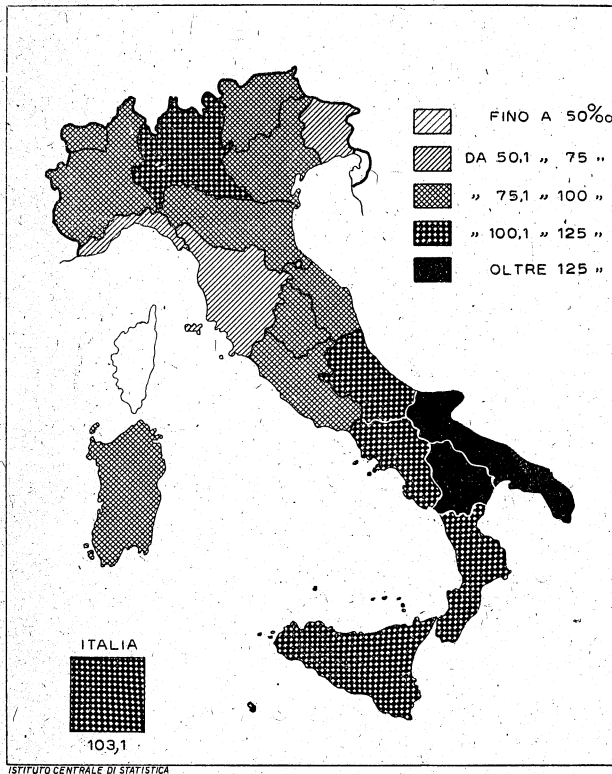 FINO A 50‰
DA 50,1 „ 75 „
„ 75,1 „ 100 „
„ 100,1 „ 125 „
OLTRE 125 „
ITALIA
103,1
ISTITUTO CENTRALE DI STATISTICA